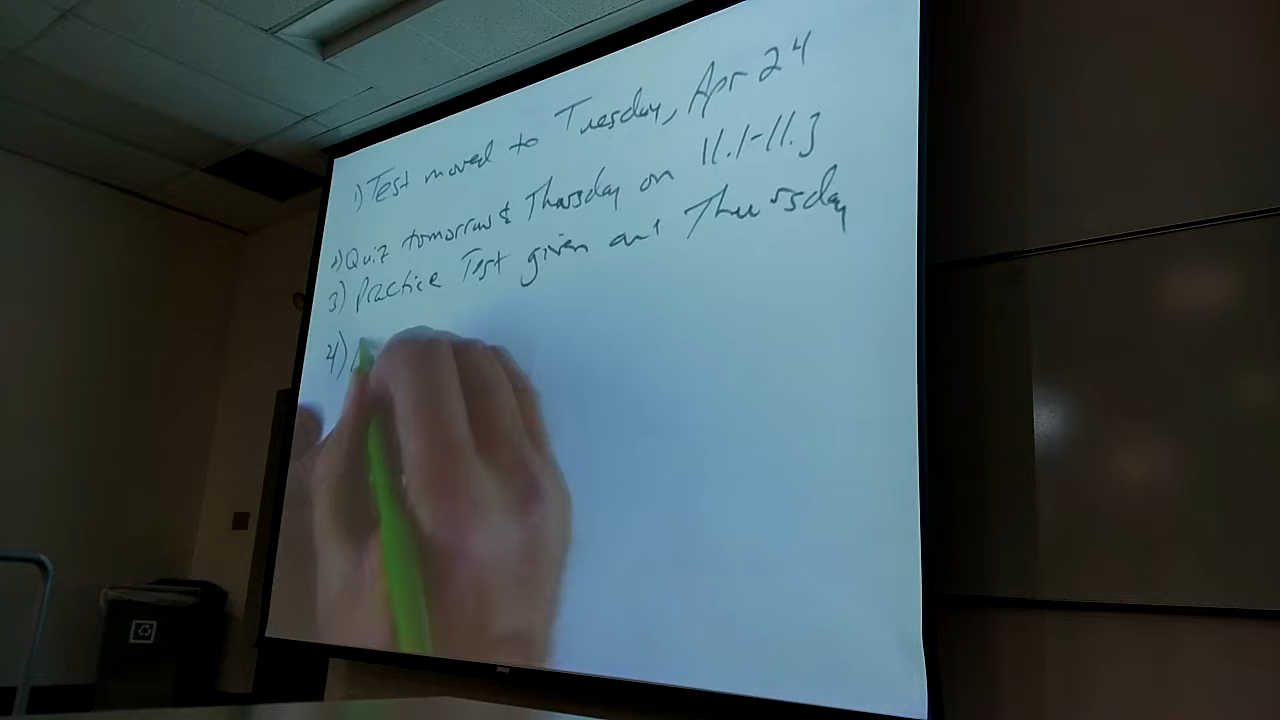 1) Test moved to Tuesday, Apr 24
2) Quiz tomorrow & Thursday on 11.1-11.3
3) Practice Test given out Thursday
4)